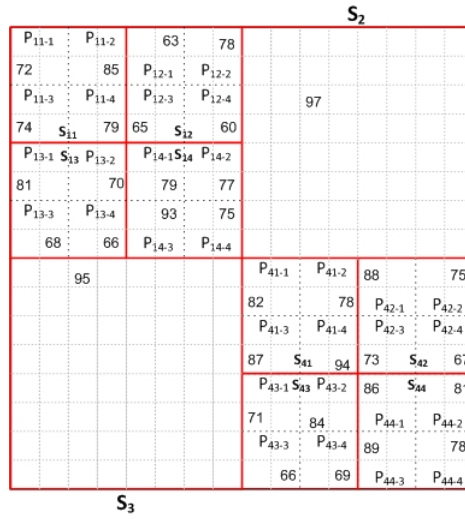 S2
P11-1 P11-2 63 78
72 85 P12-1 P12-2
P11-3 P11-4 P12-3 P12-4 97
74 S11 79 65 S12 60
P13-1 S13 P13-2 P14-1 S14 P14-2
81 70 79 77
P13-3 P13-4 93 75
68 66 P14-3 P14-4
95 P41-1 P41-2 88 75
82 78 P42-1 P42-2
P41-3 P41-4 P42-3 P42-4
87 S41 94 73 S42 67
P43-1 S43 P43-2 86 S44 81
71 84 P44-1 P44-2
P43-3 P43-4 89 78
66 69 P44-3 P44-4
S3